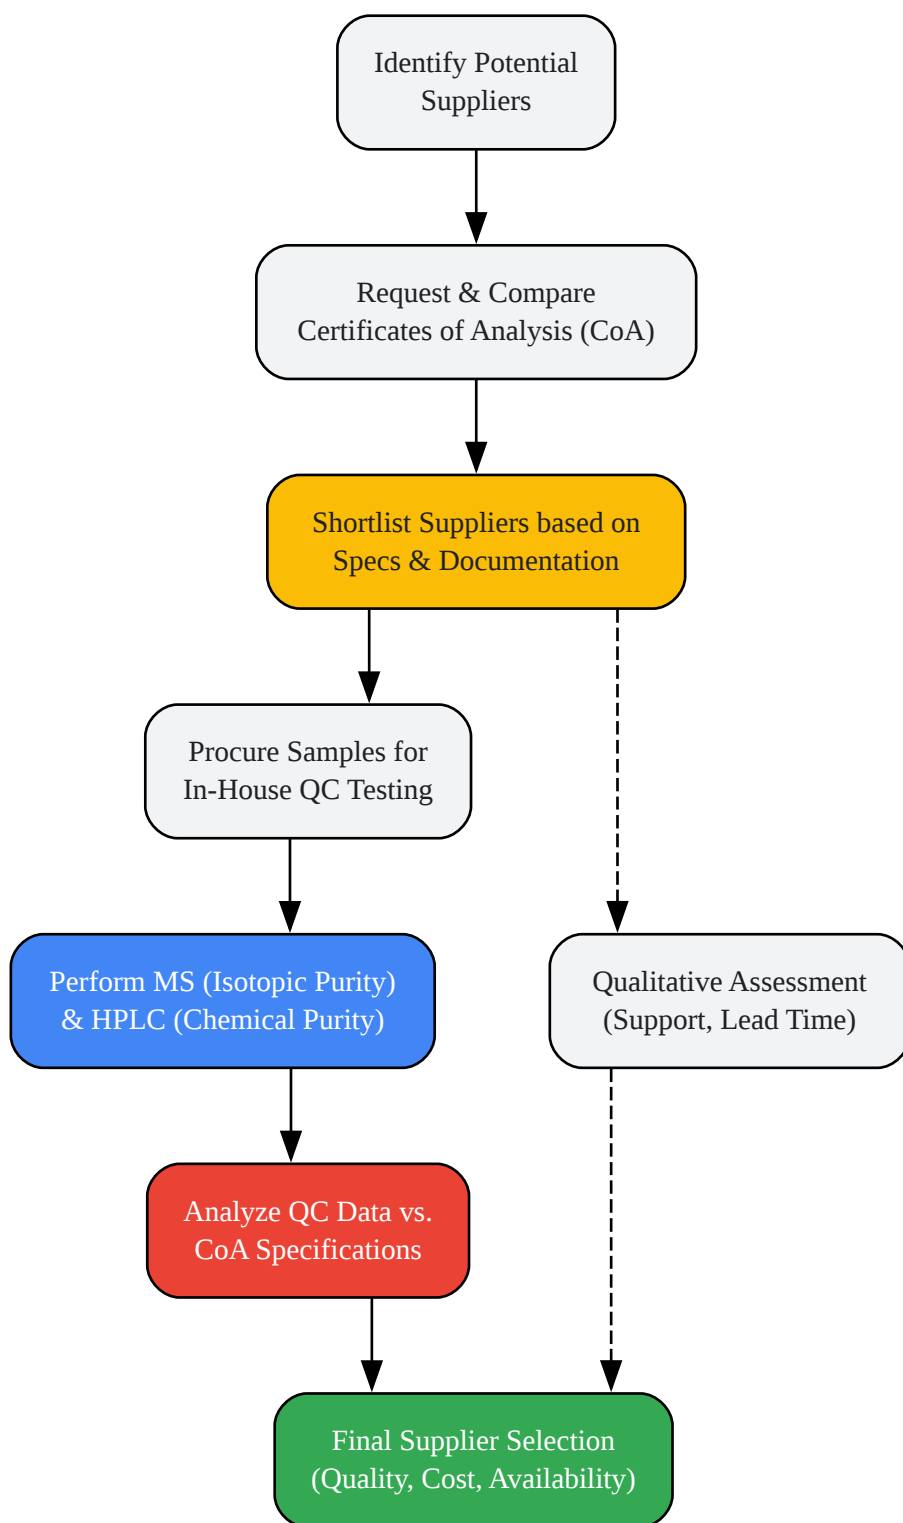 Identify Potential
Suppliers
Request & Compare
Certificates of Analysis (CoA)
Shortlist Suppliers based on
Specs & Documentation
Procure Samples for
In-House QC Testing
Perform MS (Isotopic Purity)
& HPLC (Chemical Purity)
Qualitative Assessment
(Support, Lead Time)
Analyze QC Data vs.
CoA Specifications
Final Supplier Selection
(Quality, Cost, Availability)